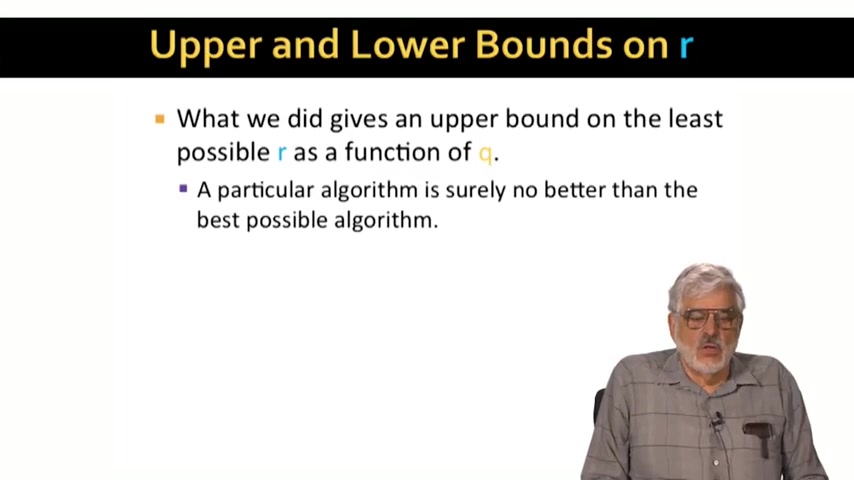 Upper and Lower Bounds on r
What we did gives an upper bound on the least
possible r as a function of q.
A particular algorithm is surely no better than the
best possible algorithm.